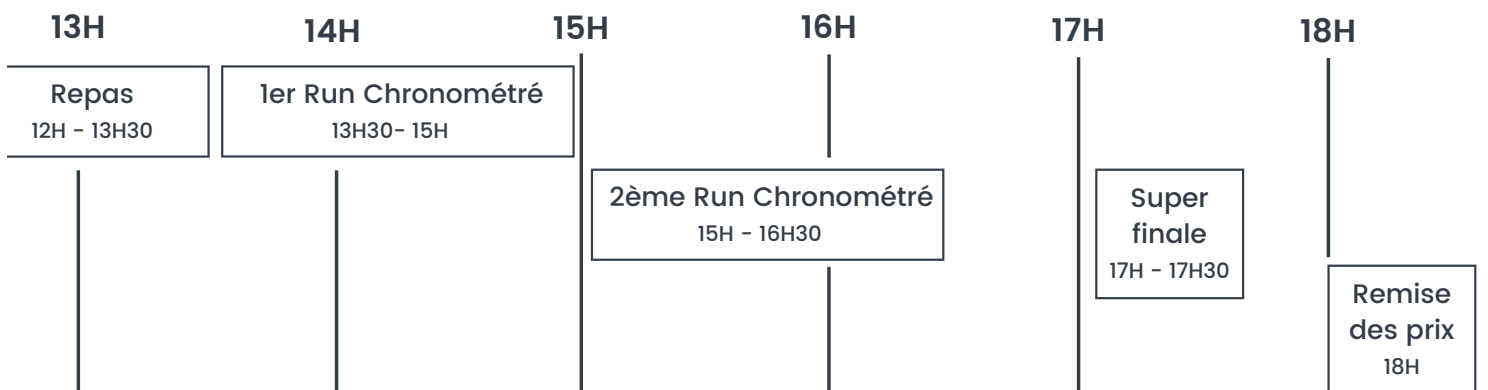 13H
14H
15H
16H
17H
18H
Repas
12H - 13H30
1er Run Chronométré
13H30- 15H
2ème Run Chronométré
15H - 16H30
Super
finale
17H - 17H30
Remise
des prix
18H